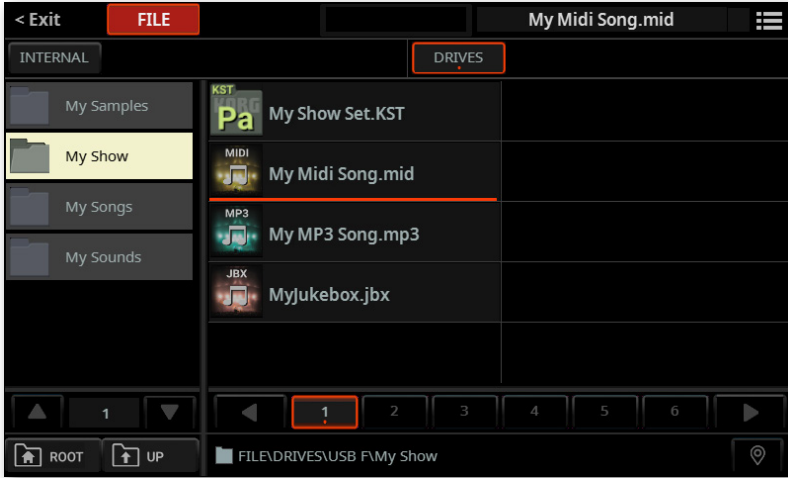 < Exit
FILE
My Midi Song.mid
INTERNAL
DRIVES
My Samples
My Show
My Songs
My Sounds
KST
KORG
Pa
My Show Set.KST
MIDI
My Midi Song.mid
MP3
My MP3 Song.mp3
JBX
MyJukebox.jbx
1
1 2 3 4 5 6
ROOT
UP
FILE\DRIVES\USB F\My Show